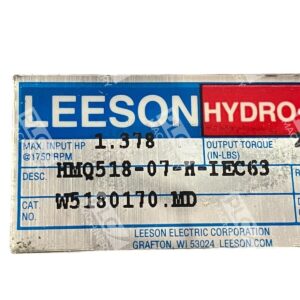 LEESON HYDRO-
MAX. INPUT HP 1.378 OUTPUT TORQUE
@1750 RPM (IN-LBS)
DESC. HMQ518-07-H-IEC63
CAT. NO. W5180170.MD
LEESON ELECTRIC CORPORATION
GRAFTON, WI 53024 LEESON.COM